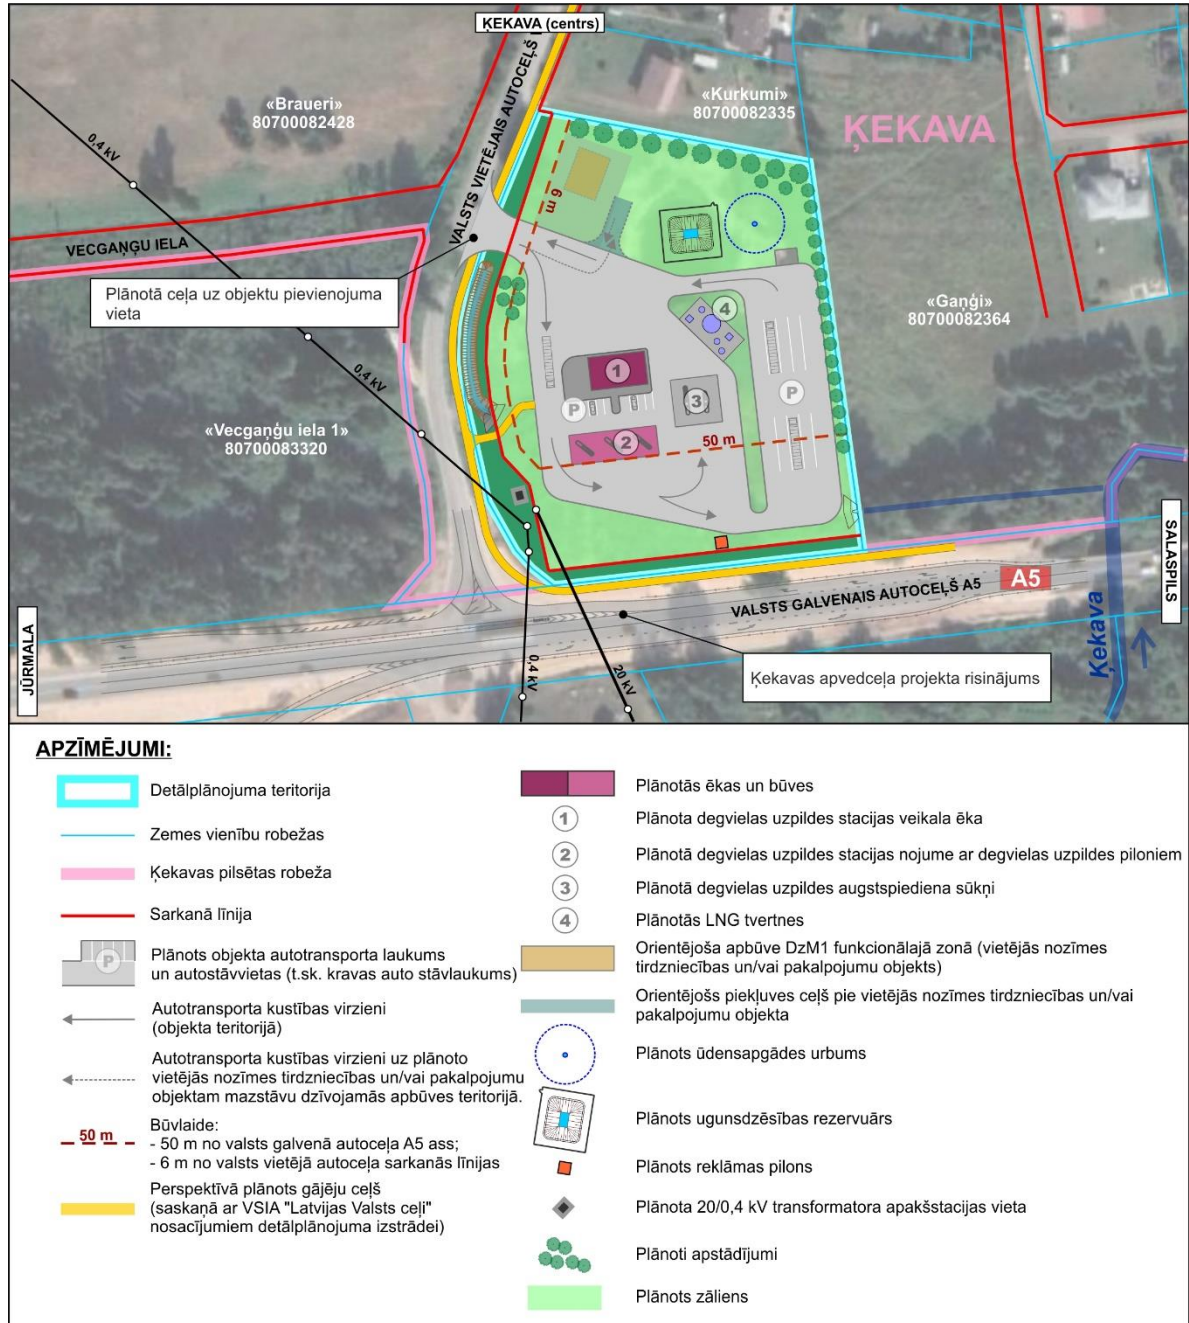 ĶEKAVA (centrs)
«Braueri»
80700082428
VALSTS VIETĒJAIS AUTOCEĻŠ
«Kurkumi»
80700082335
ĶEKAVA
0,4 kV
6 m
VECGAŅĢU IELA
Plānotā ceļa uz objektu pievienojuma
vieta
«Gaņģi»
80700082364
4
1
P
3
P
0,4 kV
«Vecgaņģu iela 1»
80700083320
2
50 m
SALASPILS
A5
VALSTS GALVENAIS AUTOCEĻŠ A5
Ķekava
JŪRMALA
0,4 kV
20 kV
Ķekavas apvedceļa projekta risinājums
APZĪMĒJUMI:
Detālplānojuma teritorija
Zemes vienību robežas
Ķekavas pilsētas robeža
Sarkanā līnija
P
Plānots objekta autotransporta laukums
un autostāvvietas (t.sk. kravas auto stāvlaukums)
Autotransporta kustības virzieni
(objekta teritorijā)
Autotransporta kustības virzieni uz plānoto
vietējās nozīmes tirdzniecības un/vai pakalpojumu
objektam mazstāvu dzīvojamās apbūves teritorijā.
50 m
Būvlaide:
- 50 m no valsts galvenā autoceļa A5 ass;
- 6 m no valsts vietējā autoceļa sarkanās līnijas
Perspektīvā plānots gājēju ceļš
(saskaņā ar VSIA "Latvijas Valsts ceļi"
nosacījumiem detālplānojuma izstrādei)
Plānotās ēkas un būves
1
Plānota degvielas uzpildes stacijas veikala ēka
2
Plānotā degvielas uzpildes stacijas nojume ar degvielas uzpildes piloniem
3
Plānotā degvielas uzpildes augstspiediena sūkņi
4
Plānotās LNG tvertnes
Orientējoša apbūve DzM1 funkcionālajā zonā (vietējās nozīmes
tirdzniecības un/vai pakalpojumu objekts)
Orientējošs piekļuves ceļš pie vietējās nozīmes tirdzniecības un/vai
pakalpojumu objekta
Plānots ūdensapgādes urbums
Plānots ugunsdzēsības rezervuārs
Plānots reklāmas pilons
Plānota 20/0,4 kV transformatora apakšstacijas vieta
Plānoti apstādījumi
Plānots zāliens